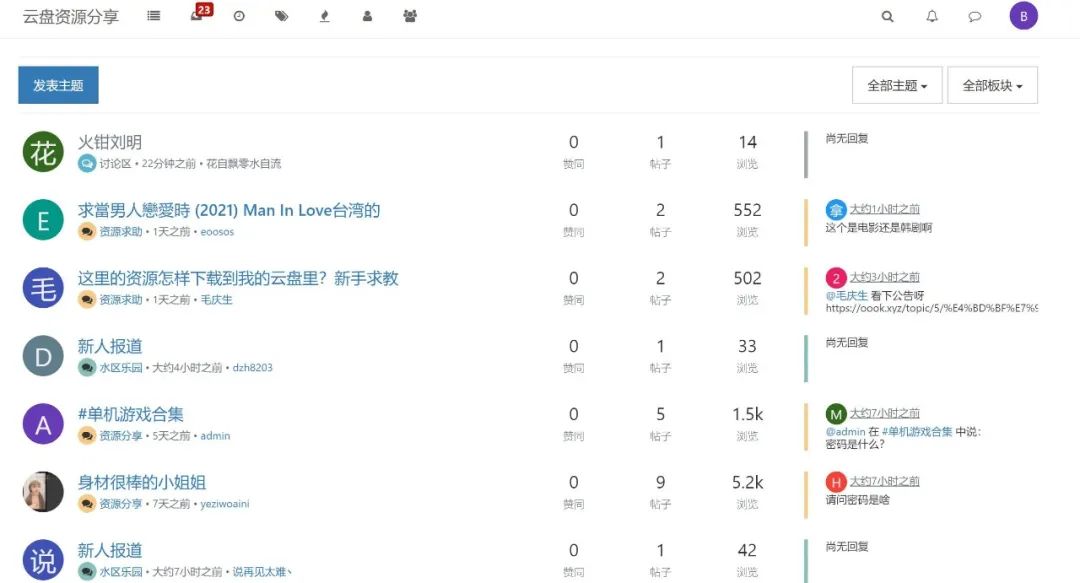 云盘资源分享
23
B
发表主题
全部主题
全部板块
花
火钳刘明
讨论区 • 22分钟之前 • 花自飘零水自流
0
赞同
1
帖子
14
浏览
尚无回复
E
求當男人戀愛時 (2021) Man In Love台湾的
资源求助 • 1天之前 • eoosos
0
赞同
2
帖子
552
浏览
拿 大约1小时之前
这个是电影还是韩剧啊
毛
这里的资源怎样下载到我的云盘里？新手求教
资源求助 • 1天之前 • 毛庆生
0
赞同
2
帖子
502
浏览
2 大约3小时之前
@毛庆生 看下公告呀
https://oook.xyz/topic/5/%E4%BD%BF%E7%9
D
新人报道
水区乐园 • 大约4小时之前 • dzh8203
0
赞同
1
帖子
33
浏览
尚无回复
A
#单机游戏合集
资源分享 • 5天之前 • admin
0
赞同
5
帖子
1.5k
浏览
M 大约7小时之前
@admin 在 #单机游戏合集 中说：
密码是什么？
身材很棒的小姐姐
资源分享 • 7天之前 • yeziwoaini
0
赞同
9
帖子
5.2k
浏览
H 大约7小时之前
请问密码是啥
说
新人报道
水区乐园 • 大约7小时之前 • 说再见太难丶
0
赞同
1
帖子
42
浏览
尚无回复